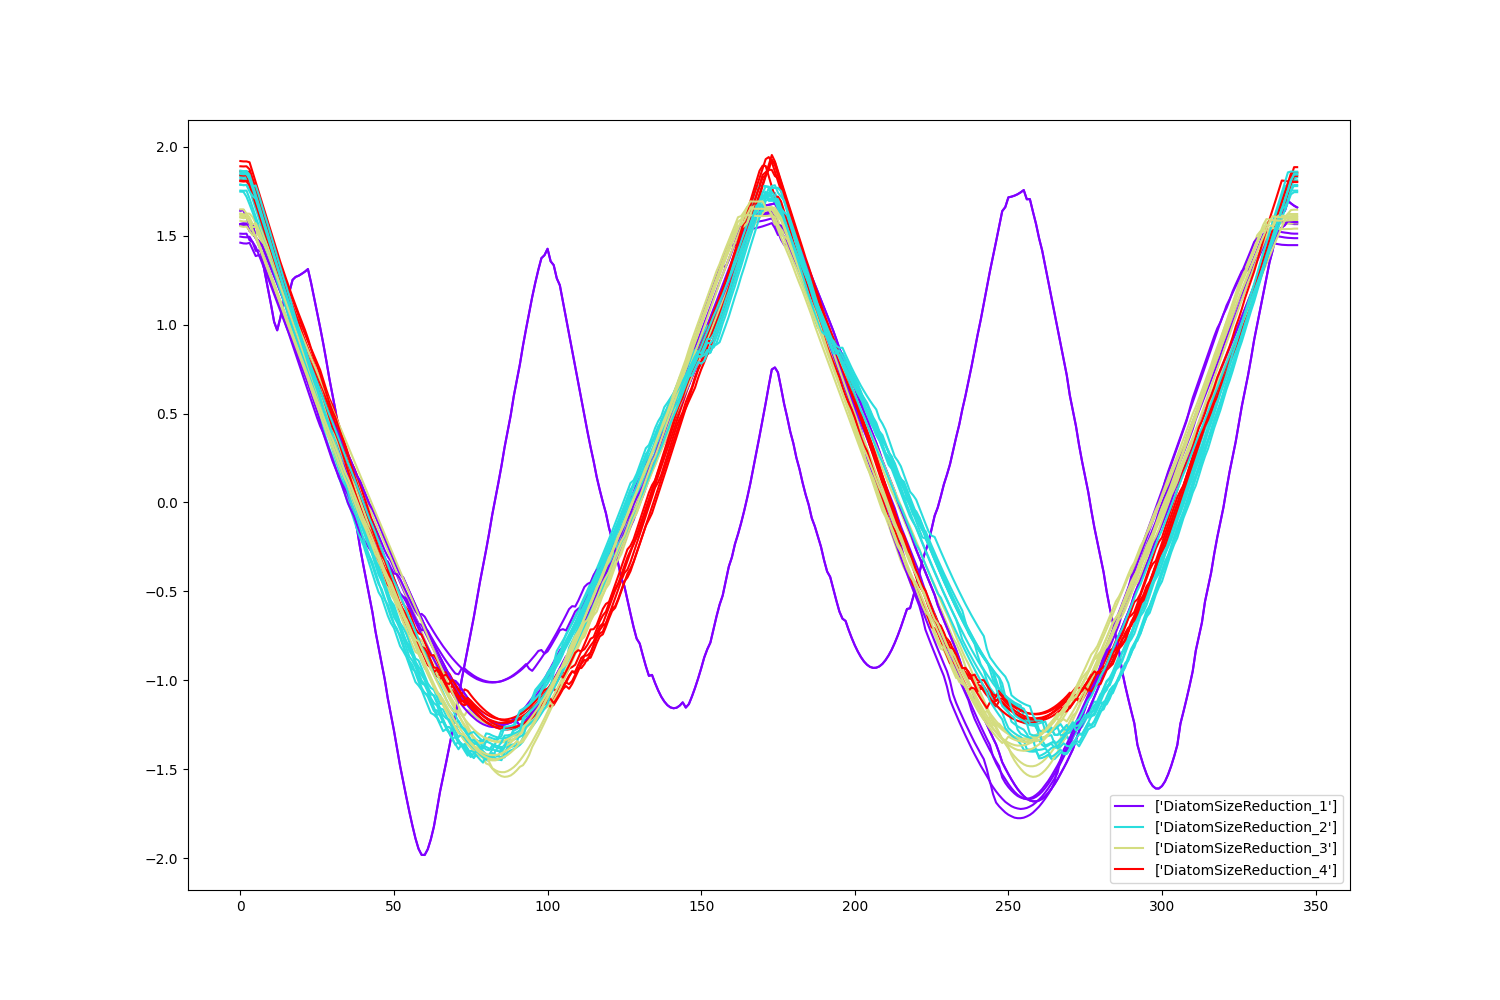 2.0
1.5
1.0
0.5
0.0
−0.5
−1.0
−1.5
−2.0
0 50 100 150 200 250 300 350
['DiatomSizeReduction_1']
['DiatomSizeReduction_2']
['DiatomSizeReduction_3']
['DiatomSizeReduction_4']